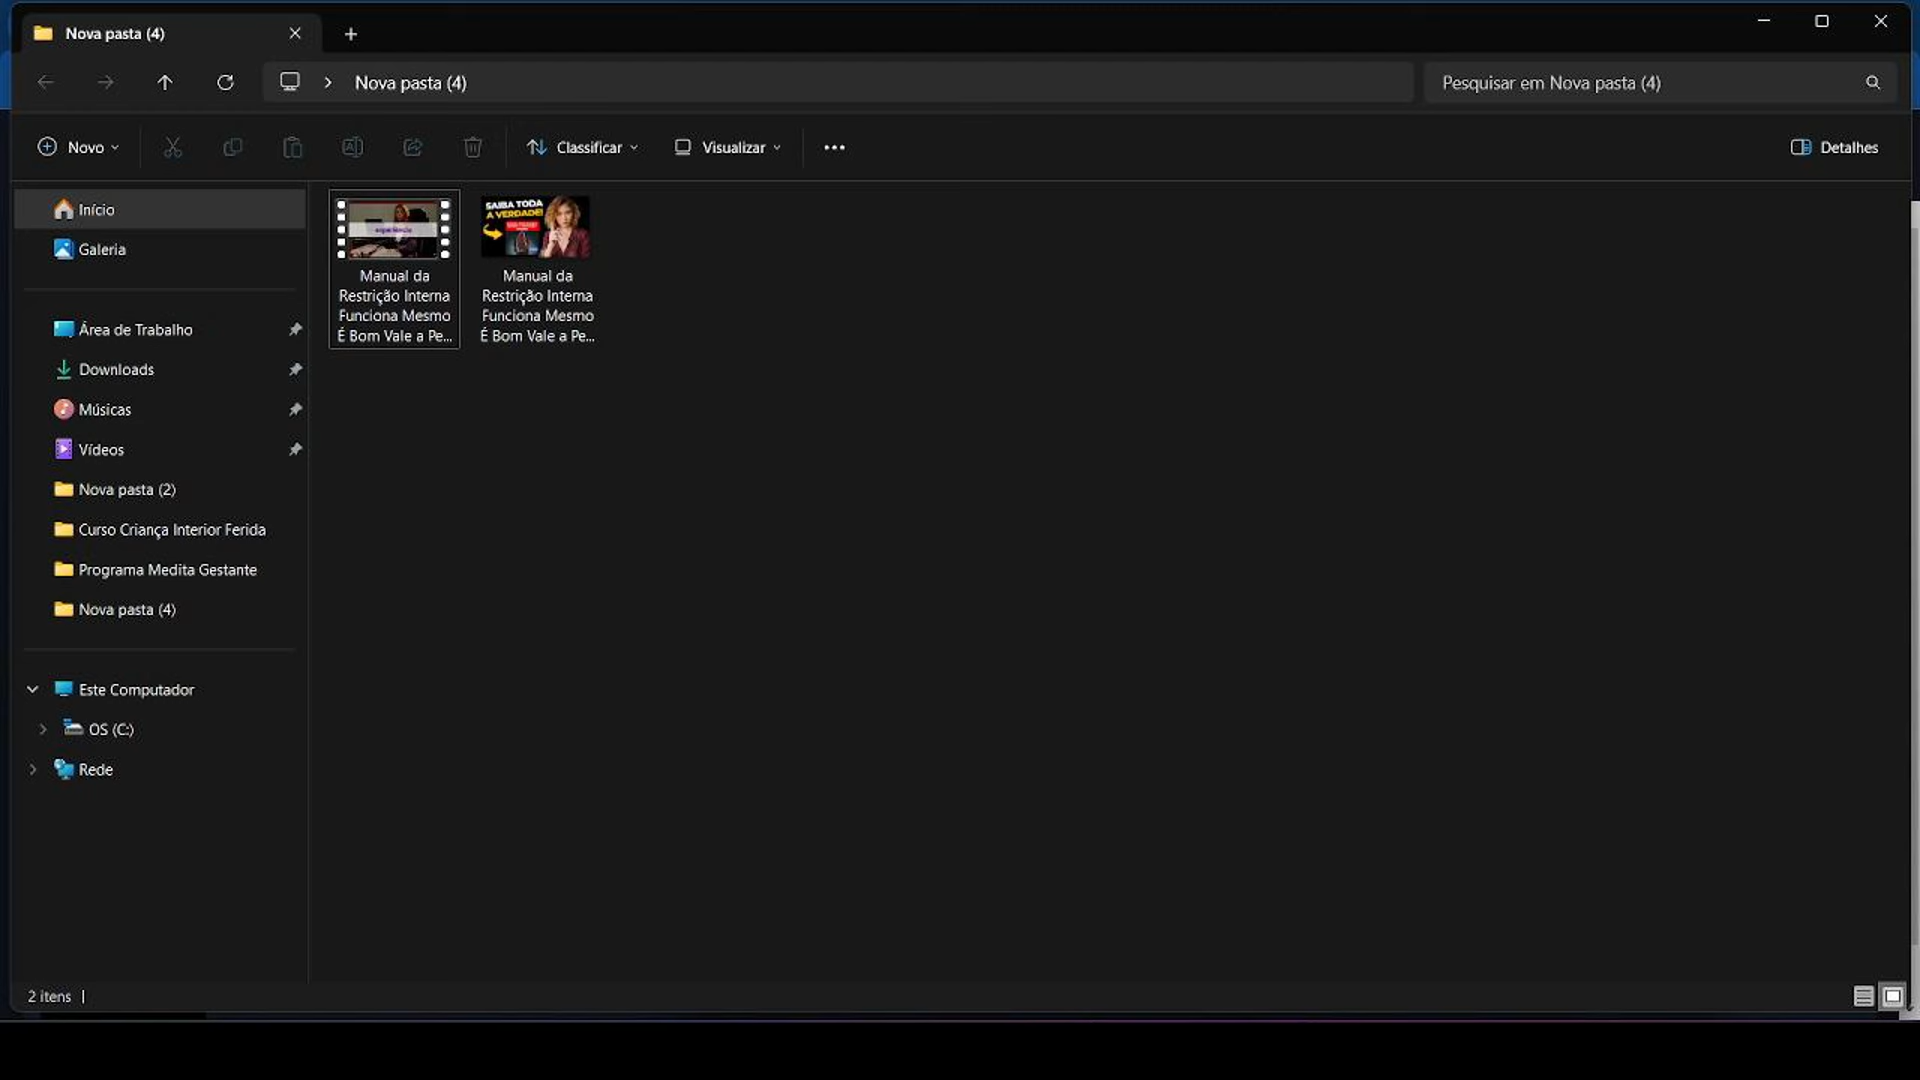 Nova pasta (4)
Nova pasta (4)
Pesquisar em Nova pasta (4)
Novo
Classificar
Visualizar
Detalhes
Início
Galeria
Área de Trabalho
Downloads
Músicas
Vídeos
Nova pasta (2)
Curso Criança Interior Ferida
Programa Medita Gestante
Nova pasta (4)
Este Computador
OS (C:)
Rede
experiência
Manual da
Restrição Interna
Funciona Mesmo
É Bom Vale a Pe...
SAIBA TODA
A VERDADE!
Manual da
Restrição Interna
Funciona Mesmo
É Bom Vale a Pe...
2 itens